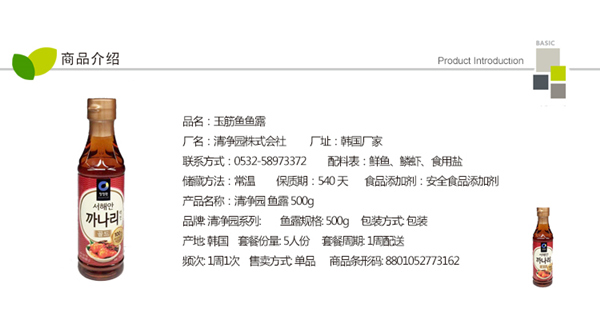 商品介绍
Product Introduction
BASIC
品名：玉筋鱼鱼露
厂名：清净园株式会社 厂址：韩国厂家
联系方式：0532-58973372 配料表：鲜鱼、鳞虾、食用盐
储藏方法：常温 保质期：540 天 食品添加剂：安全食品添加剂
产品名称：清净园 鱼露 500g
品牌: 清净园系列: 鱼露规格: 500g 包装方式: 包装
产地: 韩国 套餐份量: 5人份 套餐周期: 1周配送
频次: 1周1次 售卖方式: 单品 商品条形码: 8801052773162
서해안
까나리
서해안
까나리